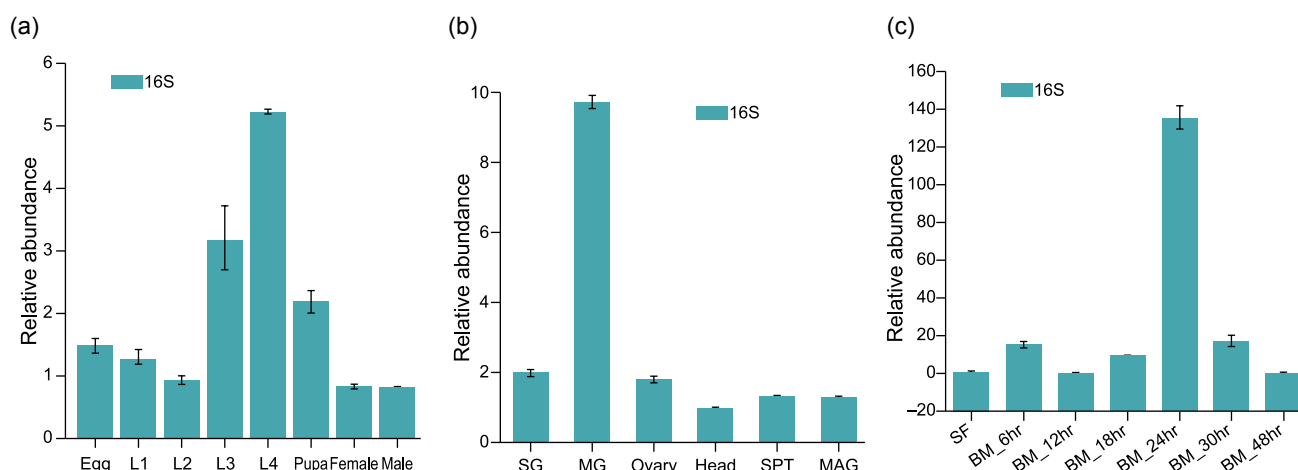 (a)
Relative abundance
6
5
4
3
2
1
0
16S
Egg L1 L2 L3 L4 Pupa Female Male
(b)
Relative abundance
10
8
6
4
2
0
16S
SG MG Ovary Head SPT MAG
(c)
Relative abundance
160
140
120
100
80
60
40
20
0
–20
16S
SF
BM_6hr
BM_12hr
BM_18hr
BM_24hr
BM_30hr
BM_48hr